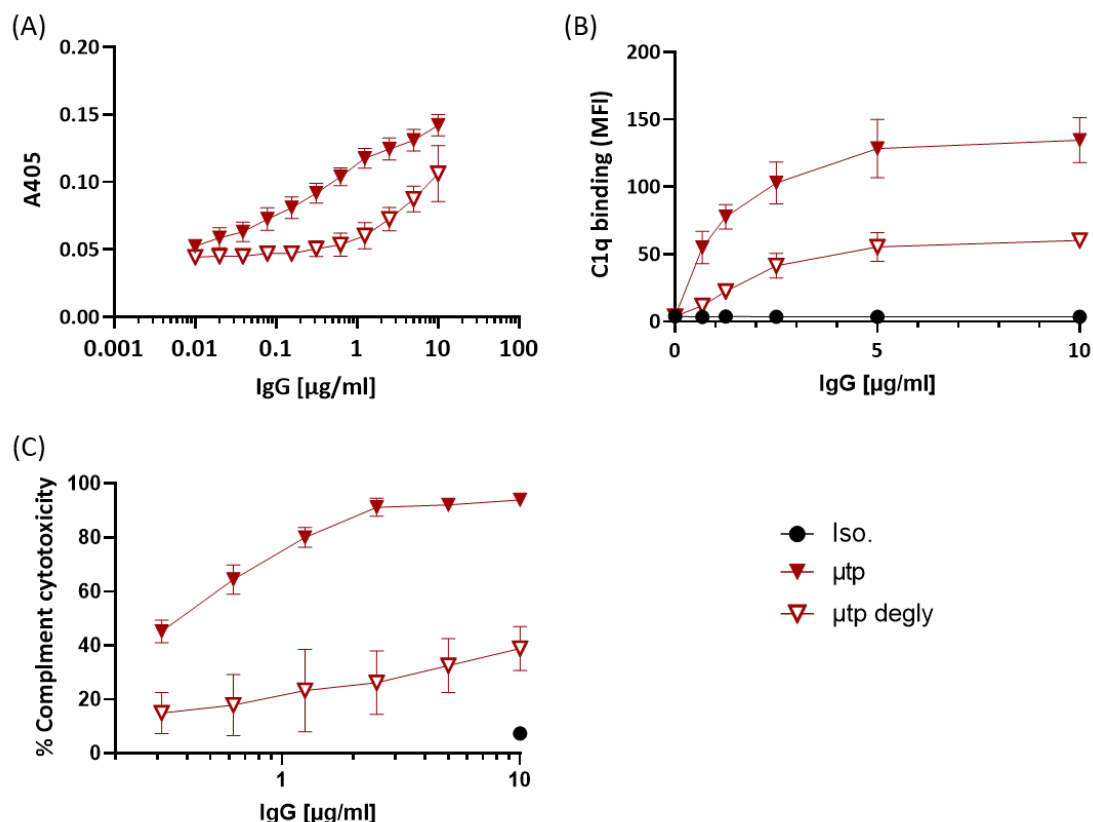 (A)
0.20
0.15
0.10
0.05
0.00
A405
0.001 0.01 0.1 1 10 100
IgG [µg/ml]
(B)
200
150
100
50
0
C1q binding (MFI)
0 5 10
IgG [µg/ml]
(C)
100
80
60
40
20
0
% Complment cytotoxicity
1 10
IgG [µg/ml]
Iso.
µtp
µtp degly